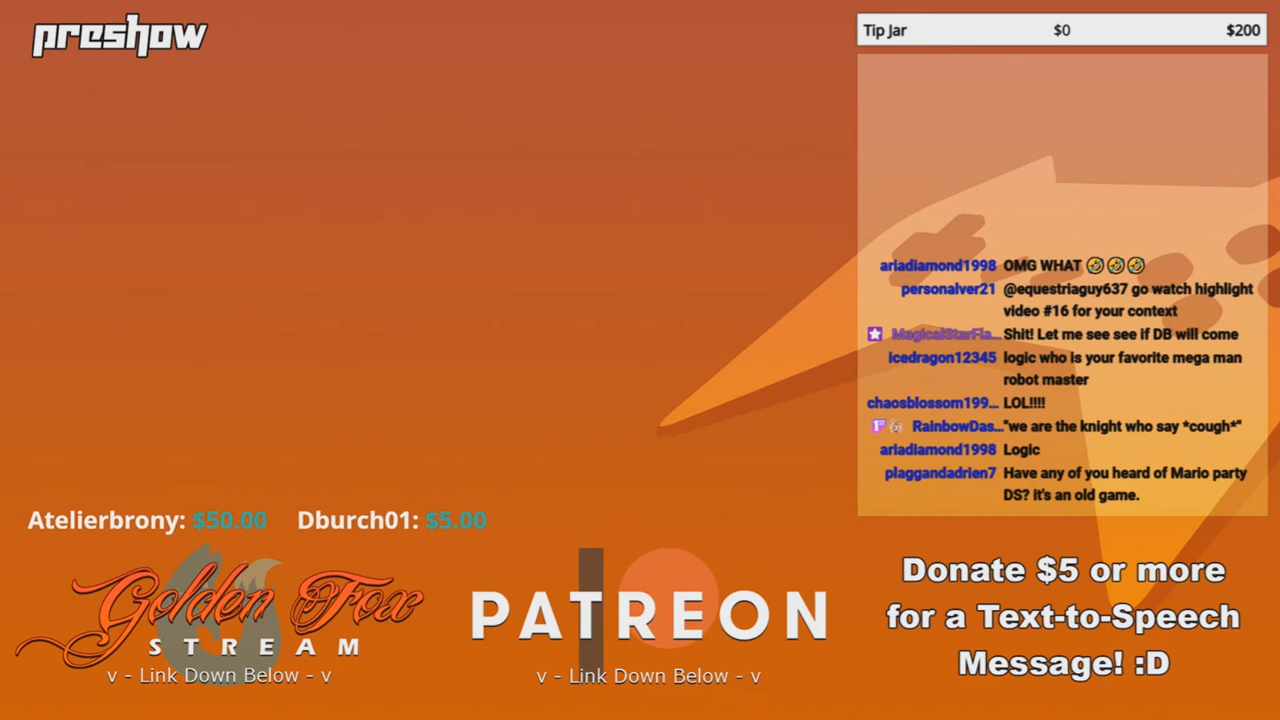 preshow
Tip Jar $0 $200
ariadiamond1998 OMG WHAT 🤣🤣🤣
personalver21 @equestriaguy637 go watch highlight
video #16 for your context
MagicalStarFla... Shit! Let me see see if DB will come
icedragon12345 logic who is your favorite mega man
robot master
chaosblossom199... LOL!!!!
1ST RainbowDas... "we are the knight who say *cough*"
ariadiamond1998 Logic
plaggandadrien7 Have any of you heard of Mario party
DS? it's an old game.
Atelierbrony: $50.00 Dburch01: $5.00
Golden Fox
STREAM
v - Link Down Below - v
PATREON
v - Link Down Below - v
Donate $5 or more
for a Text-to-Speech
Message! :D